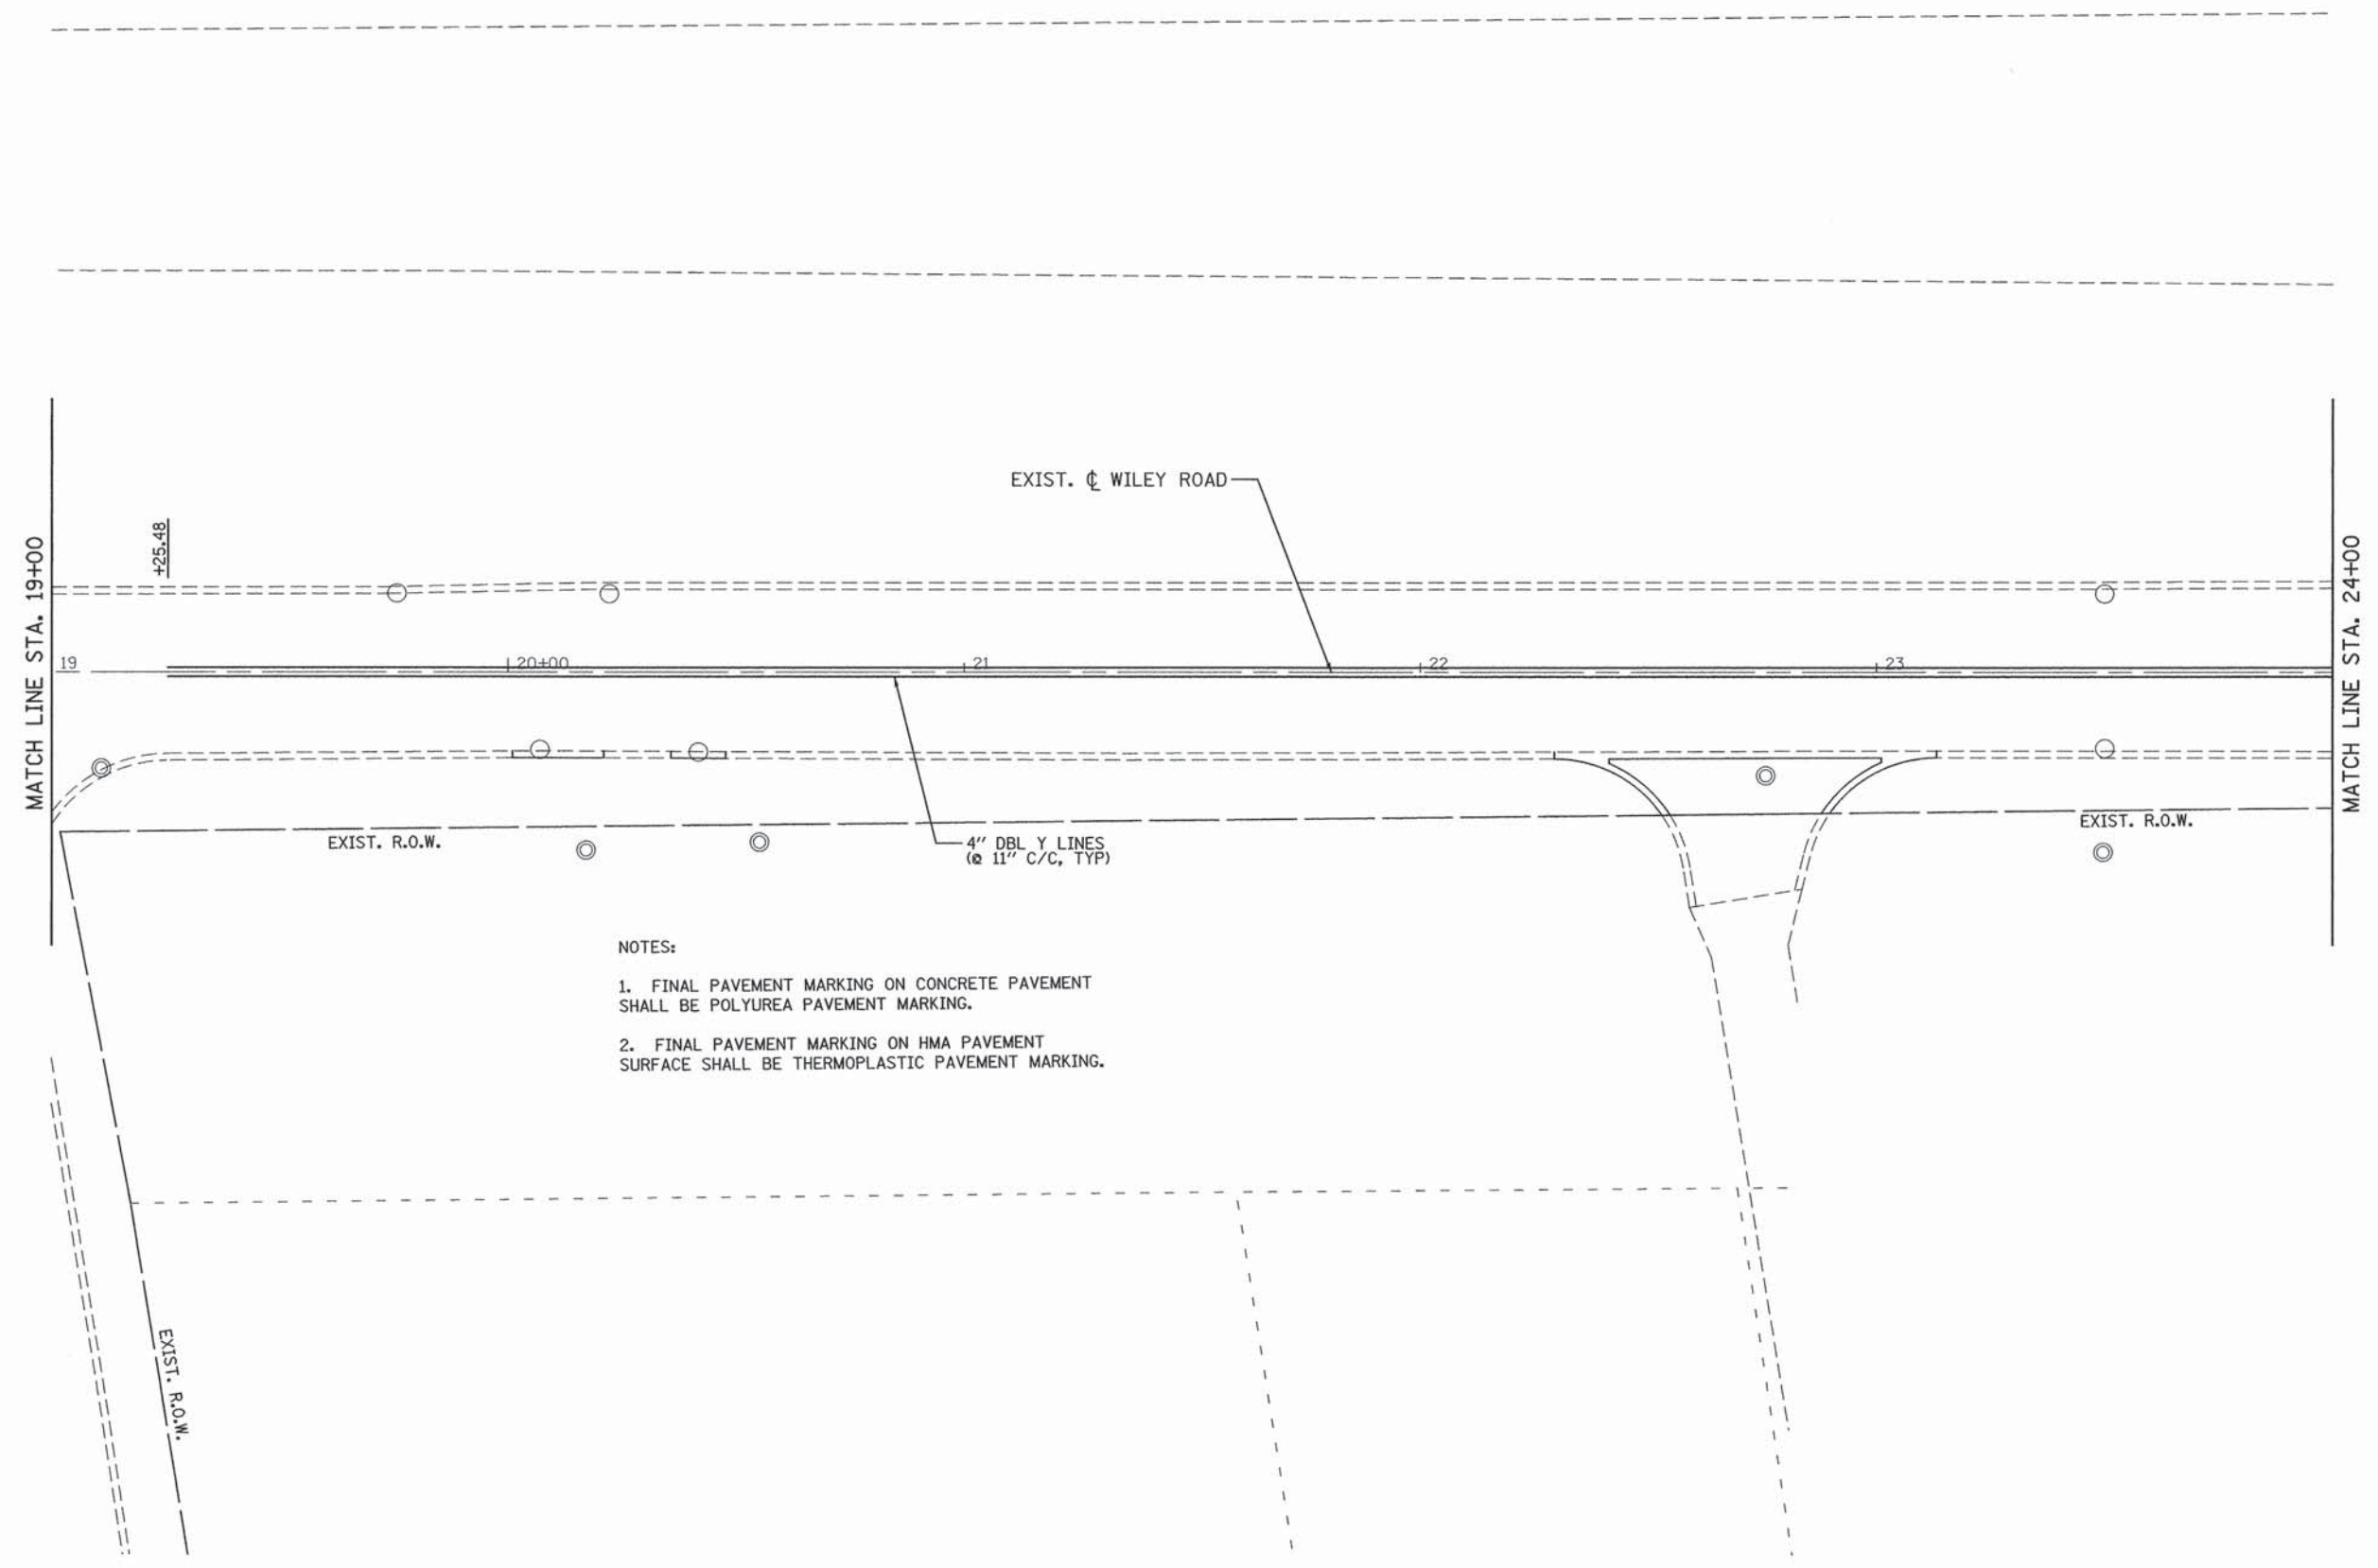 EXIST. ℄ WILEY ROAD
+25.48
MATCH LINE STA. 19+00
MATCH LINE STA. 24+00
19
20+00
21
22
23
EXIST. R.O.W.
EXIST. R.O.W.
4" DBL Y LINES
(@ 11" C/C, TYP)
NOTES:
1. FINAL PAVEMENT MARKING ON CONCRETE PAVEMENT
SHALL BE POLYUREA PAVEMENT MARKING.
2. FINAL PAVEMENT MARKING ON HMA PAVEMENT
SURFACE SHALL BE THERMOPLASTIC PAVEMENT MARKING.
EXIST. R.O.W.